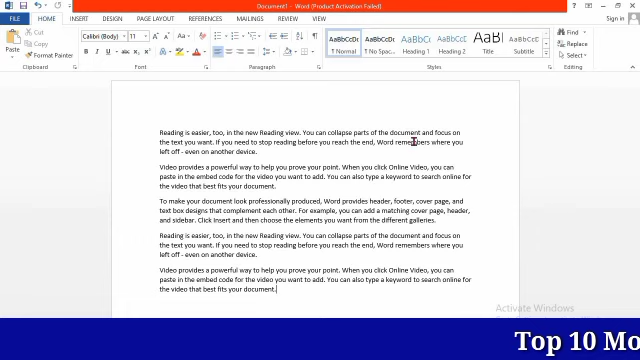 Document1 - Word (Product Activation Failed)
FILE HOME INSERT DESIGN PAGE LAYOUT REFERENCES MAILINGS REVIEW VIEW Sign in
Cut
Copy
Format Painter
Paste
Calibri (Body) 11
AaBbCcDc AaBbCcDc AaBbCc AaBbCcC AaBl AaBbCcD
¶ Normal ¶ No Spac... Heading 1 Heading 2 Title Subtitle
Find
Replace
Select
Clipboard Font Paragraph Styles Editing
Reading is easier, too, in the new Reading view. You can collapse parts of the document and focus on
the text you want. If you need to stop reading before you reach the end, Word remembers where you
left off - even on another device.
Video provides a powerful way to help you prove your point. When you click Online Video, you can
paste in the embed code for the video you want to add. You can also type a keyword to search online for
the video that best fits your document.
To make your document look professionally produced, Word provides header, footer, cover page, and
text box designs that complement each other. For example, you can add a matching cover page, header,
and sidebar. Click Insert and then choose the elements you want from the different galleries.
Reading is easier, too, in the new Reading view. You can collapse parts of the document and focus on
the text you want. If you need to stop reading before you reach the end, Word remembers where you
left off - even on another device.
Video provides a powerful way to help you prove your point. When you click Online Video, you can
paste in the embed code for the video you want to add. You can also type a keyword to search online for
the video that best fits your document.
Activate Windows
Top 10 Mo